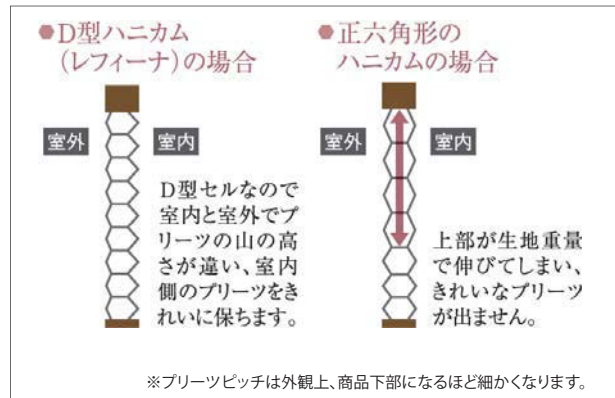 ●D型ハニカム
(レフィーナ)の場合
室外
室内
D型セルなので
室内と室外でプ
リーツの山の高
さが違い、室内
側のプリーツをき
れいに保ちます。
●正六角形の
ハニカムの場合
室外
室内
上部が生地重量
で伸びてしまい、
きれいなプリーツ
が出ません。
※プリーツピッチは外観上、商品下部になるほど細かくなります。